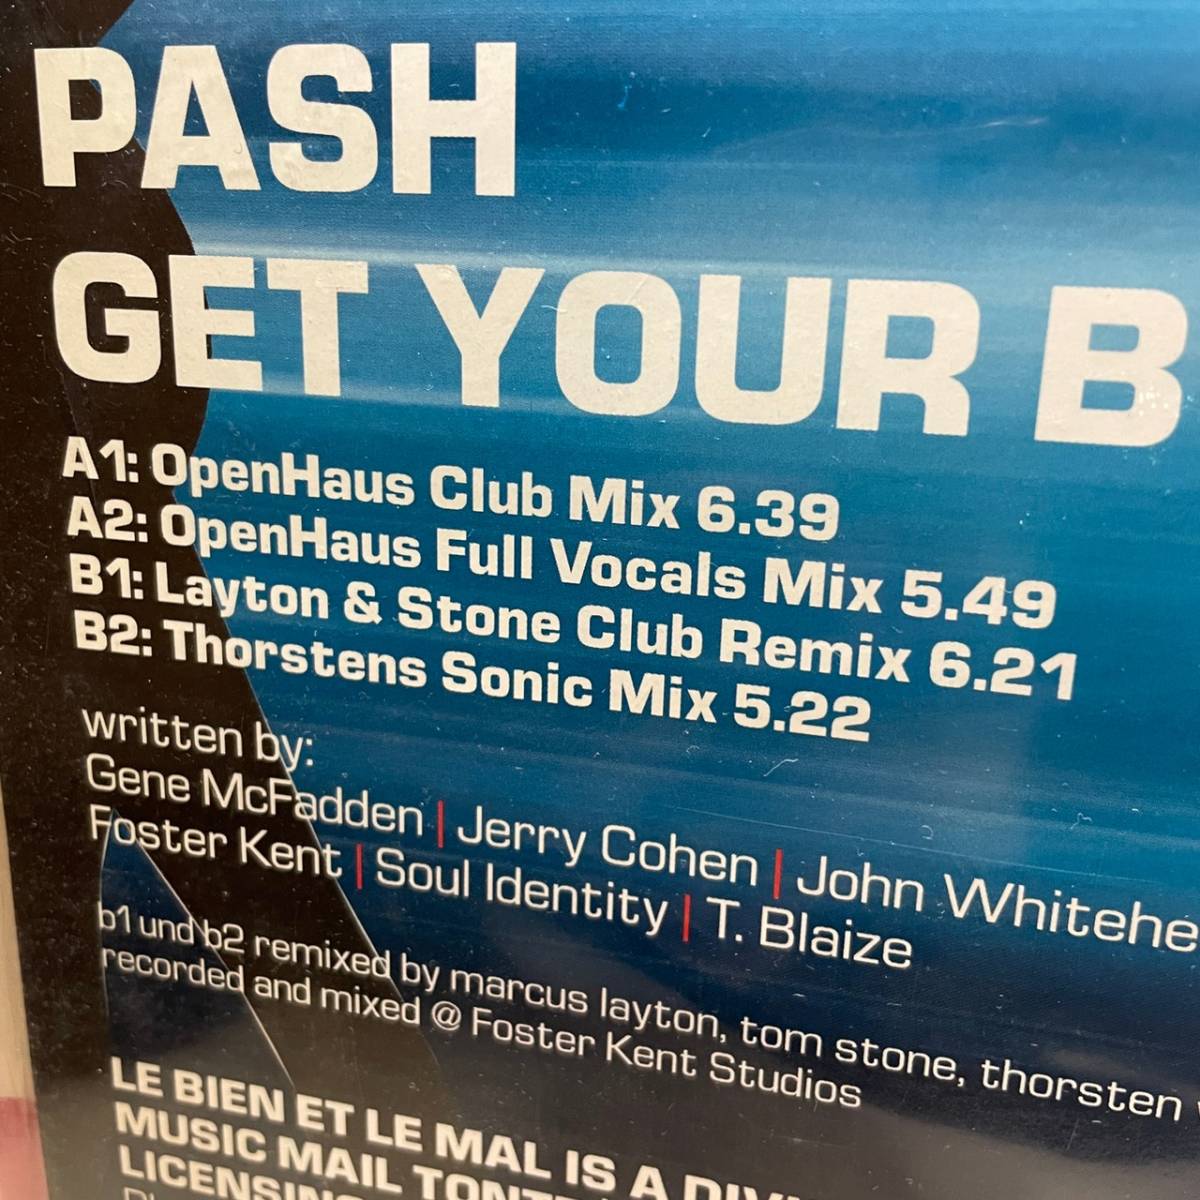 PASH
GET YOUR B
A1: OpenHaus Club Mix 6.39
A2: OpenHaus Full Vocals Mix 5.49
B1: Layton & Stone Club Remix 6.21
B2: Thorstens Sonic Mix 5.22
written by:
Gene McFadden | Jerry Cohen | John Whitehe
Foster Kent | Soul Identity | T. Blaize
b1 und b2 remixed by marcus layton, tom stone, thorsten
recorded and mixed @ Foster Kent Studios
LE BIEN ET LE MAL IS A DIVI
MUSIC MAIL TONT
LICENSING